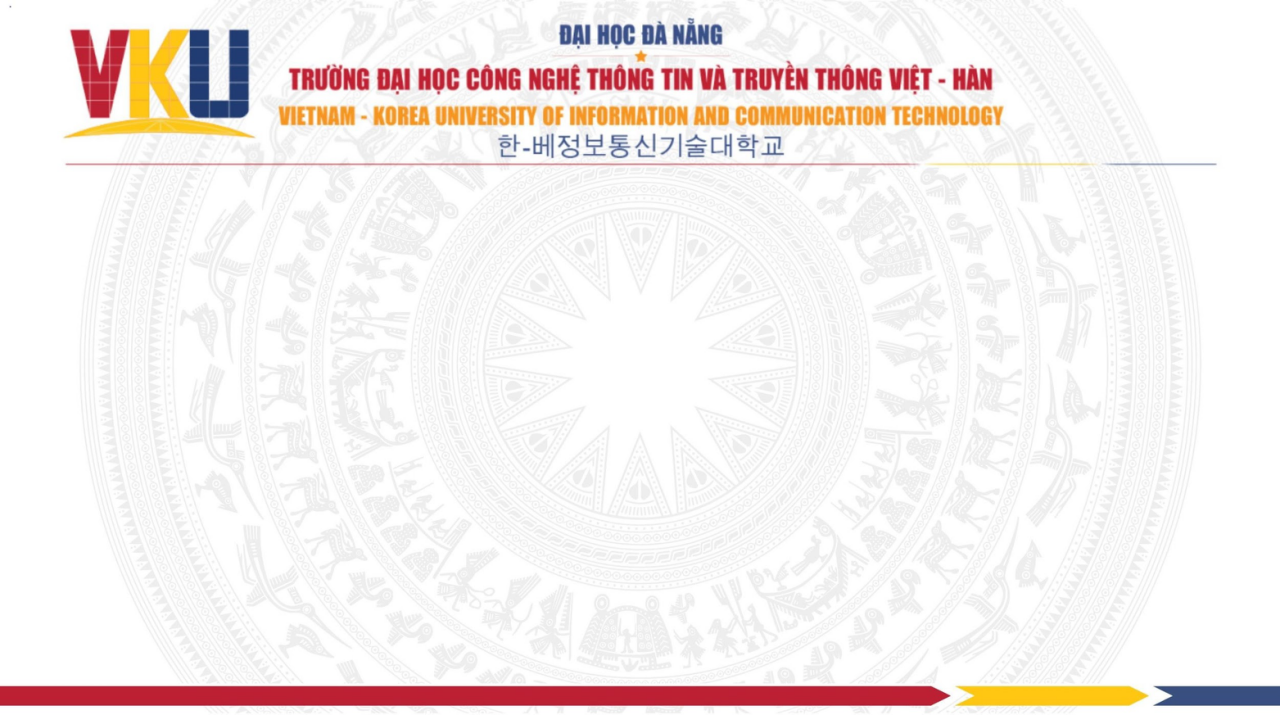 VKU
ĐẠI HỌC ĐÀ NẴNG
TRƯỜNG ĐẠI HỌC CÔNG NGHỆ THÔNG TIN VÀ TRUYỀN THÔNG VIỆT - HÀN
VIETNAM - KOREA UNIVERSITY OF INFORMATION AND COMMUNICATION TECHNOLOGY
한-베정보통신기술대학교